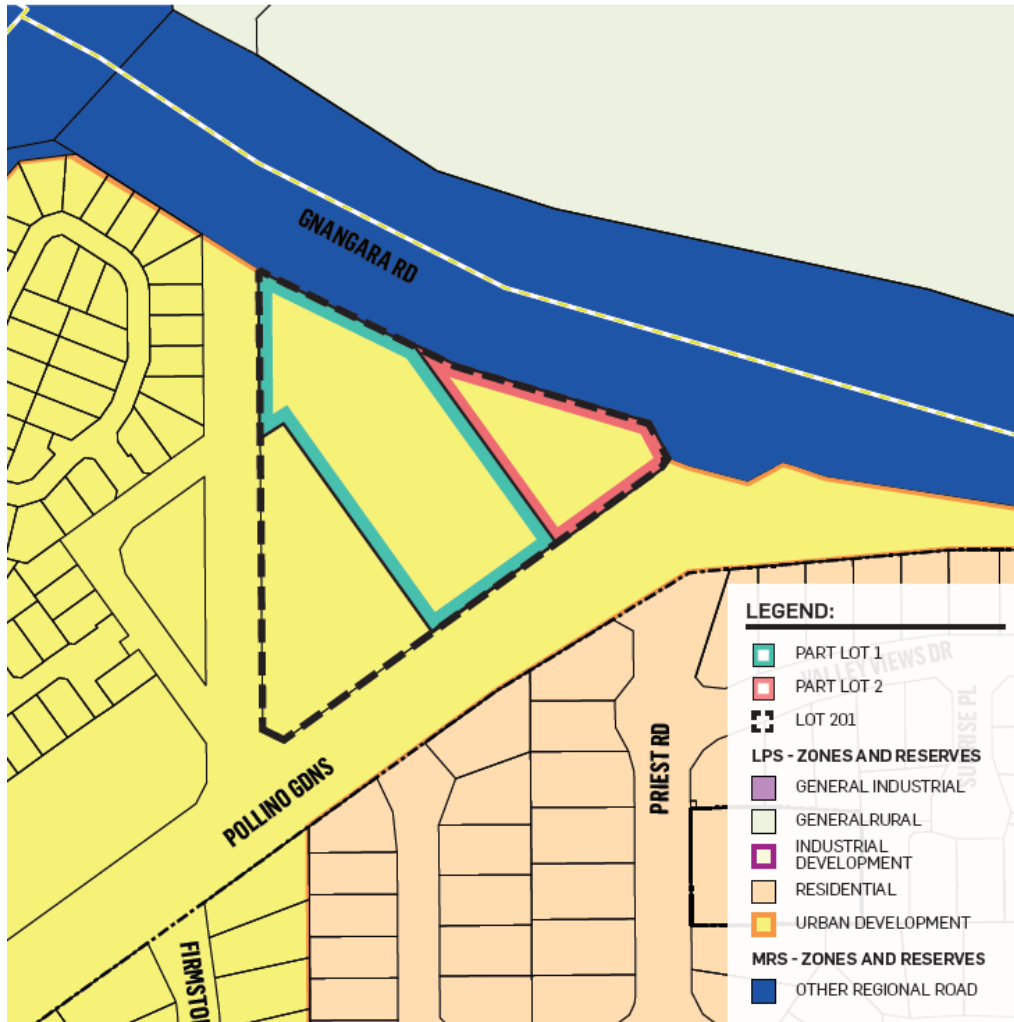 GNANGARA RD
POLLINO GDNS
PRIEST RD
FIRMSTO
LEGEND:
PART LOT 1
VALLEY VIEWS DR
PART LOT 2
LOT 201
SUNRISE PL
LPS - ZONES AND RESERVES
GENERAL INDUSTRIAL
GENERALRURAL
INDUSTRIAL
DEVELOPMENT
RESIDENTIAL
URBAN DEVELOPMENT
MRS - ZONES AND RESERVES
OTHER REGIONAL ROAD